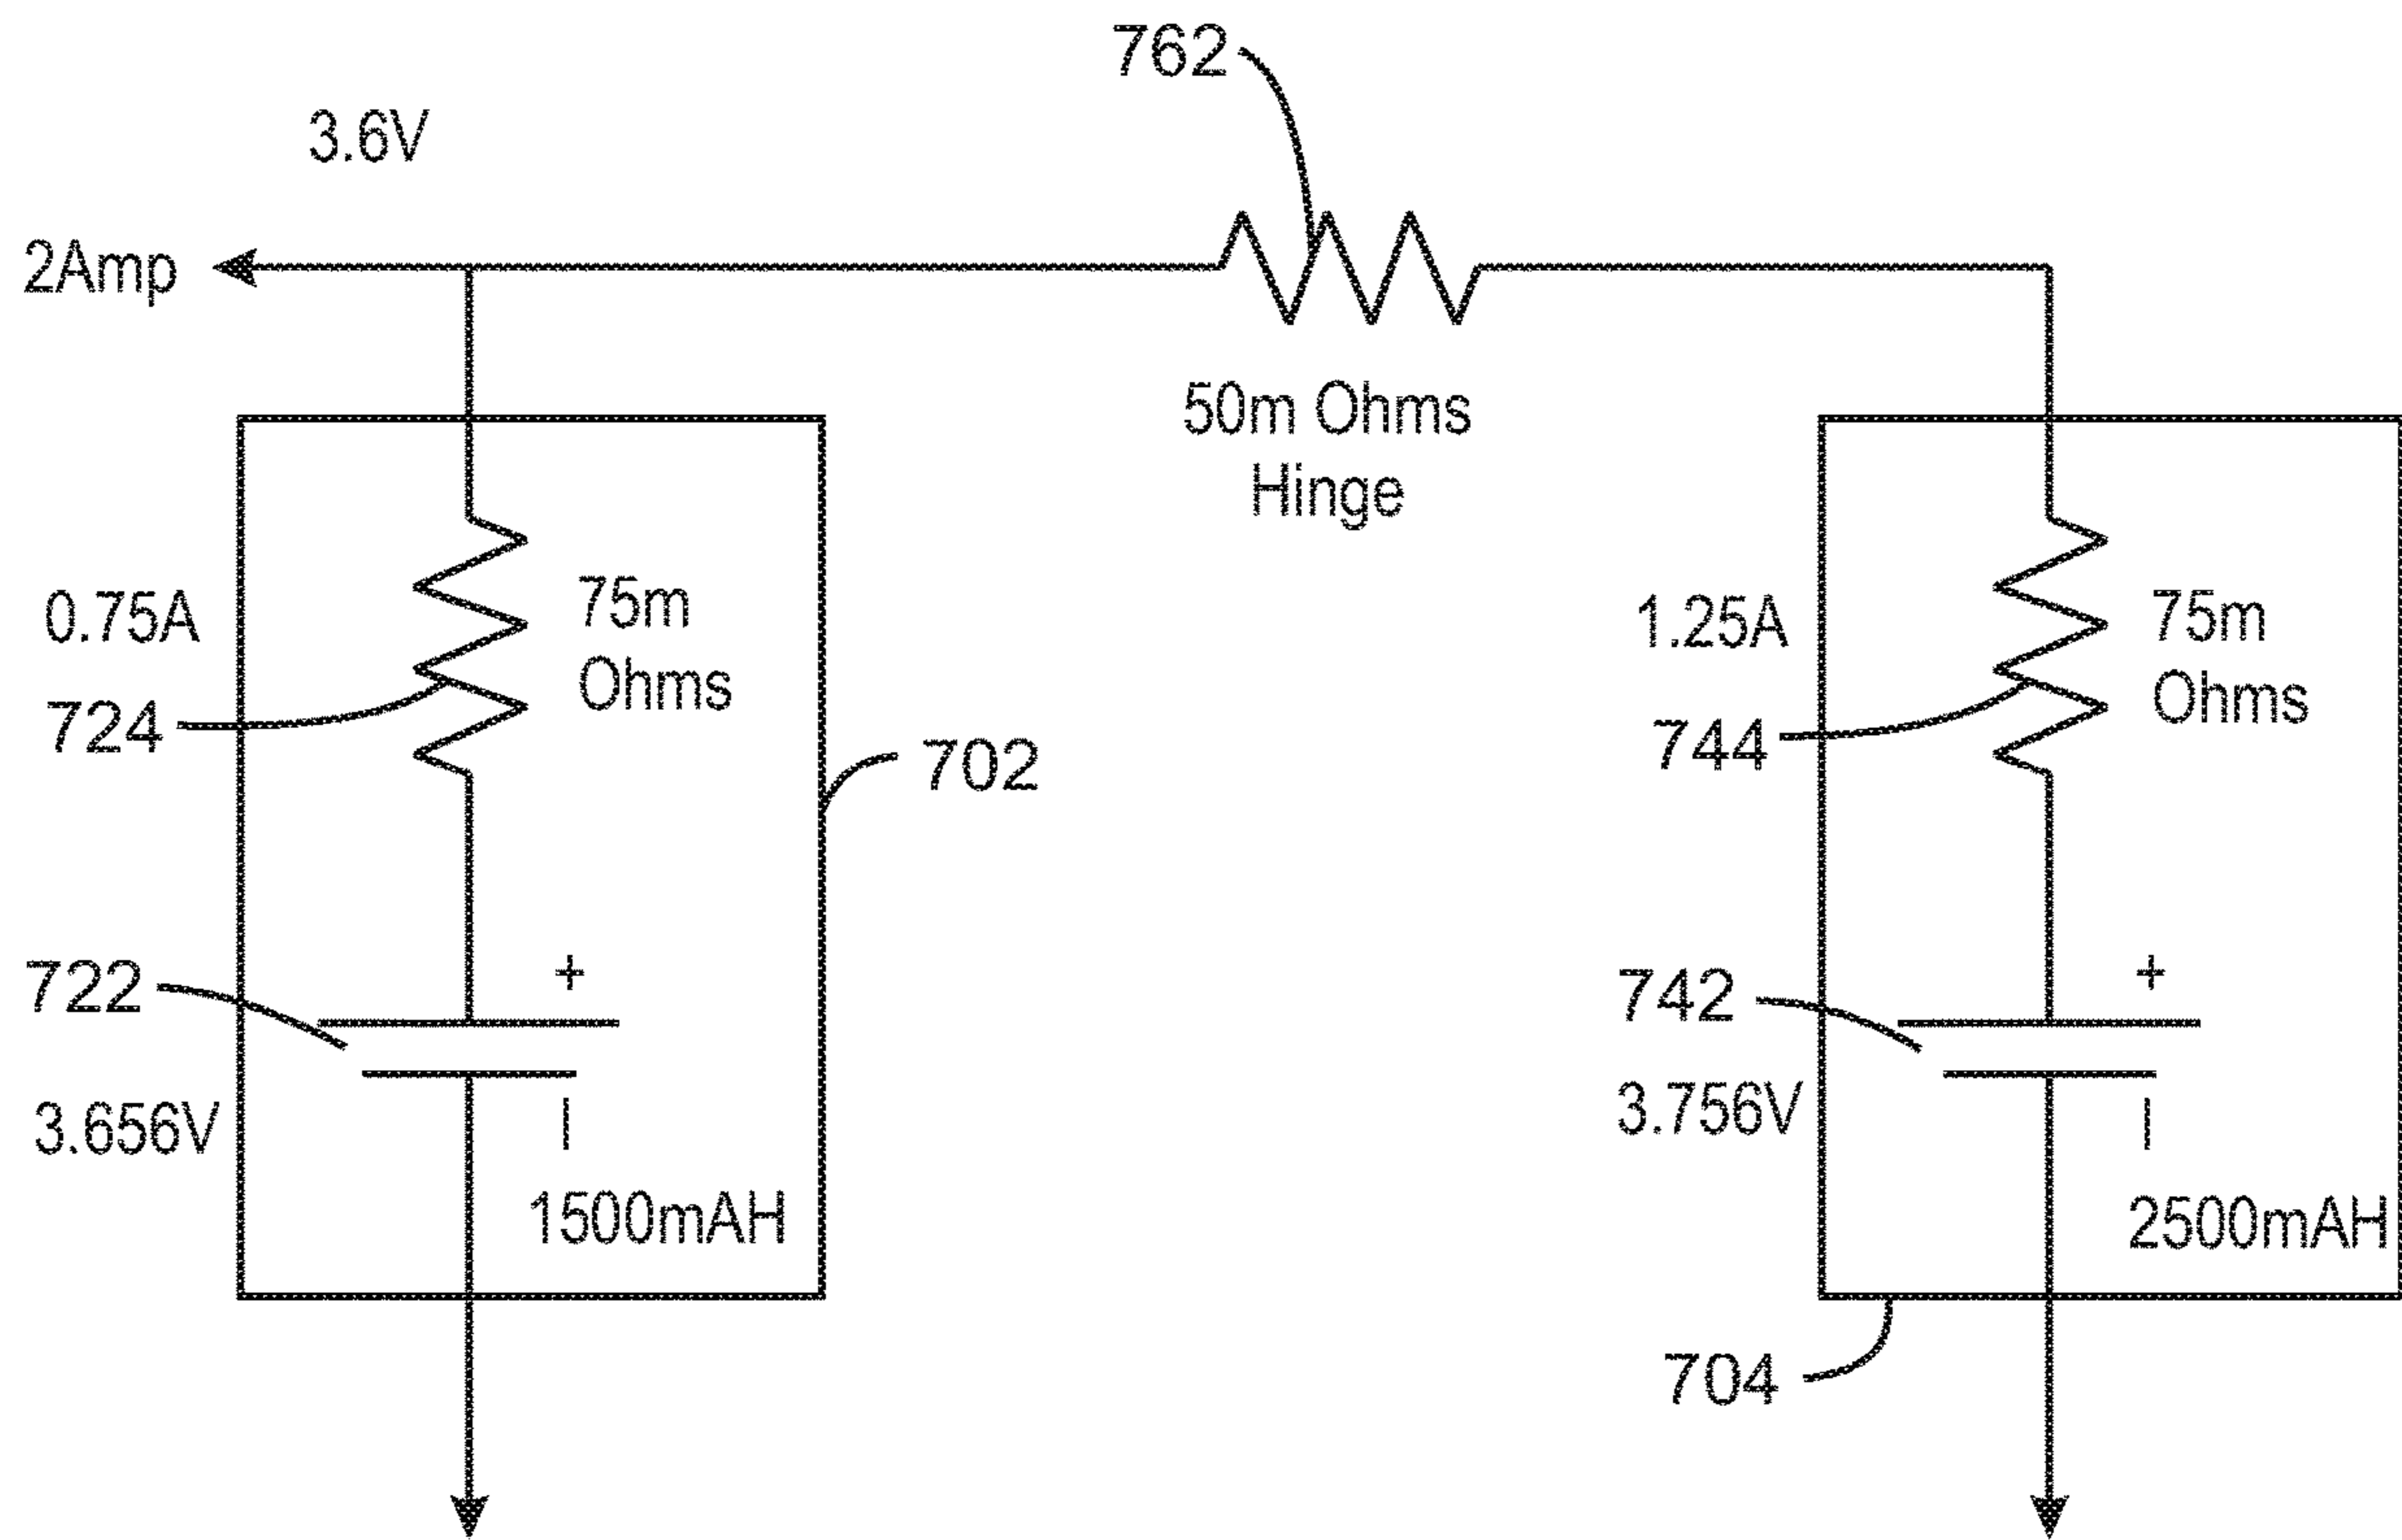 762
3.6V
2Amp
50m Ohms
Hinge
0.75A
75m
Ohms
724
702
1.25A
75m
Ohms
744
722
+
3.656V
–
1500mAH
742
+
3.756V
–
2500mAH
704